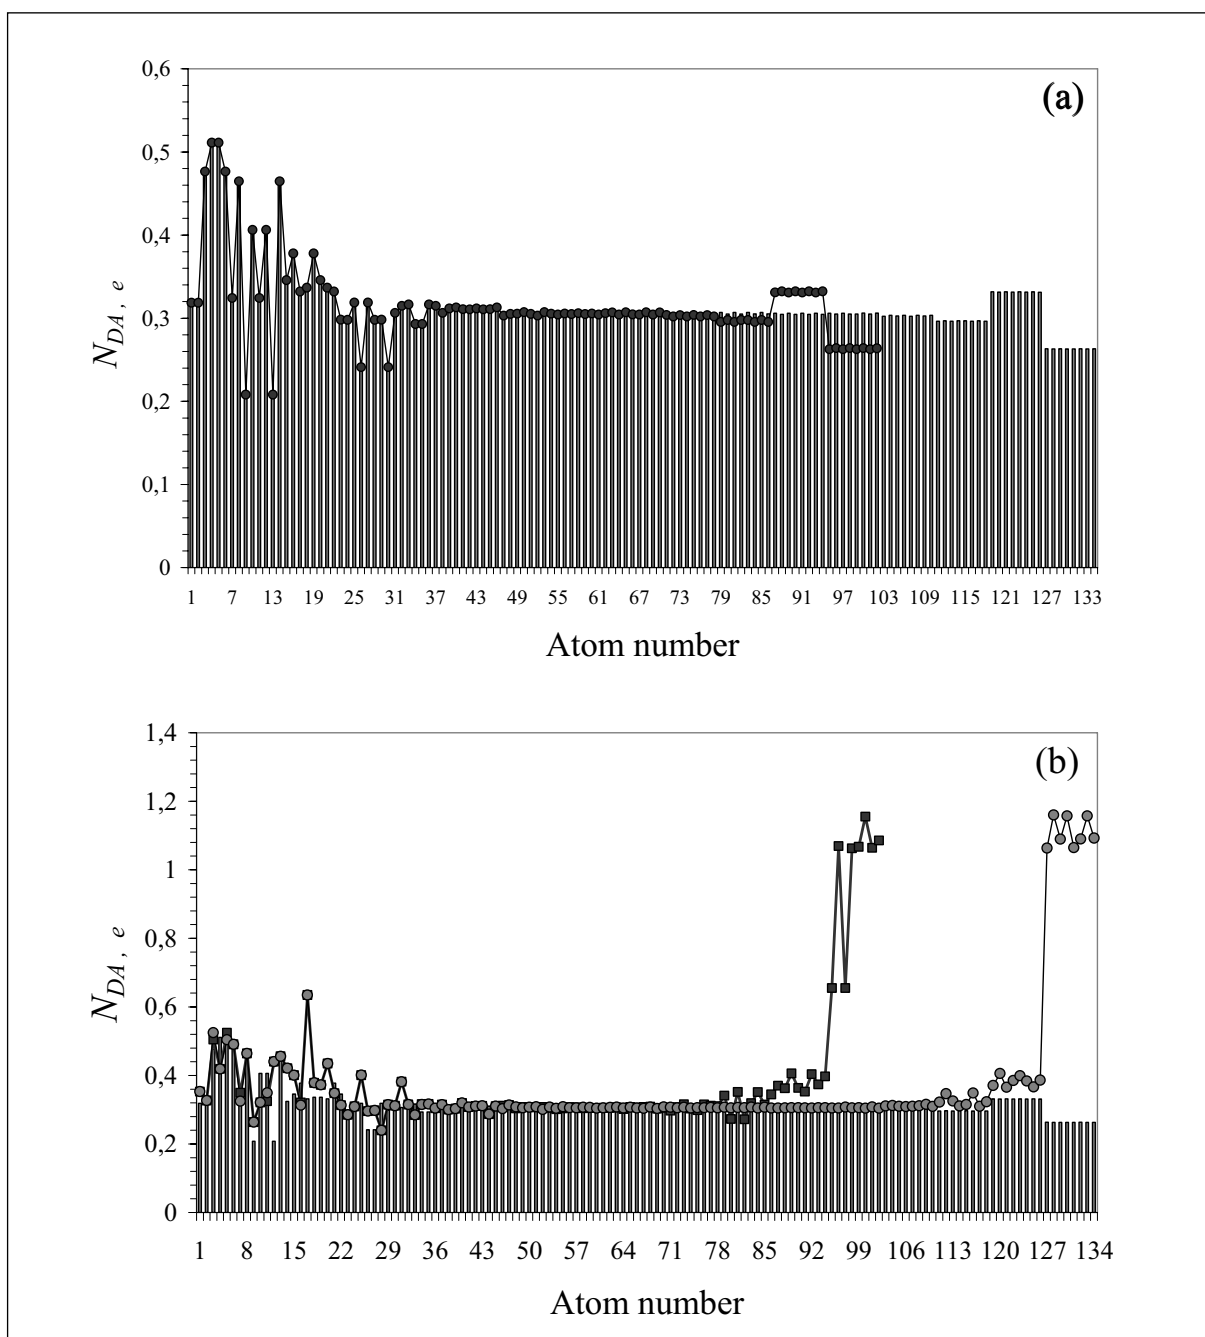 (a)
0,6
0,5
0,4
0,3
0,2
0,1
0
N_DA, e
1 7 13 19 25 31 37 43 49 55 61 67 73 79 85 91 97 103 109 115 121 127 133
Atom number
(b)
1,4
1,2
1
0,8
0,6
0,4
0,2
0
N_DA, e
1 8 15 22 29 36 43 50 57 64 71 78 85 92 99 106 113 120 127 134
Atom number